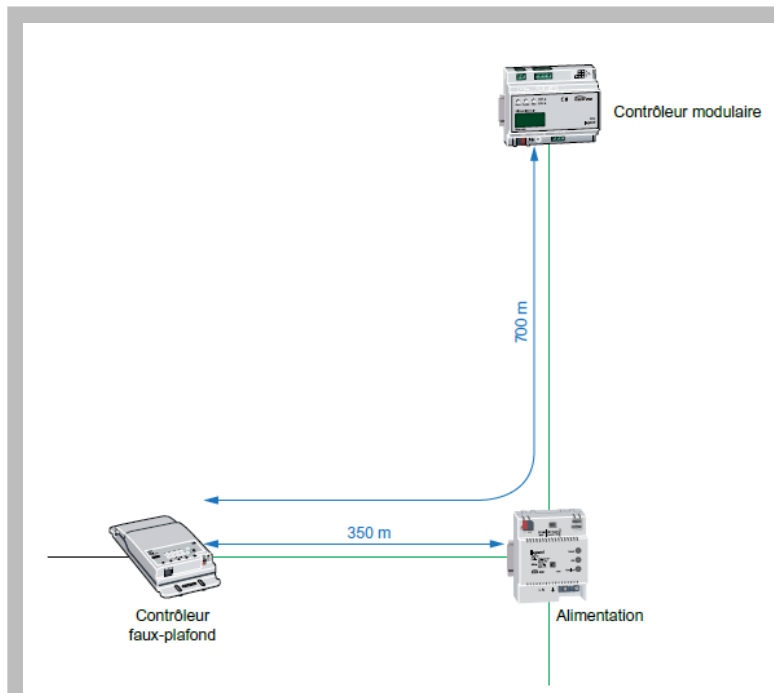 Contrôleur modulaire
700 m
350 m
Contrôleur
faux-plafond
Alimentation